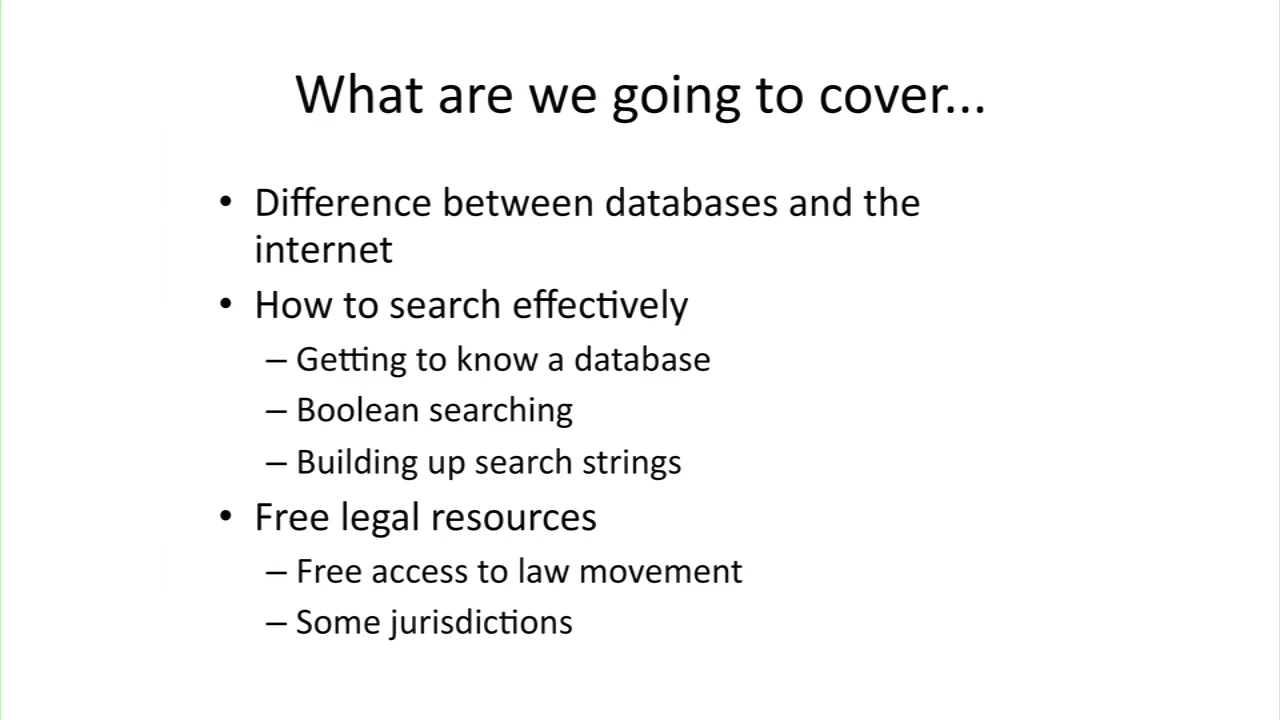 What are we going to cover...
• Difference between databases and the
internet
• How to search effectively
– Getting to know a database
– Boolean searching
– Building up search strings
• Free legal resources
– Free access to law movement
– Some jurisdictions